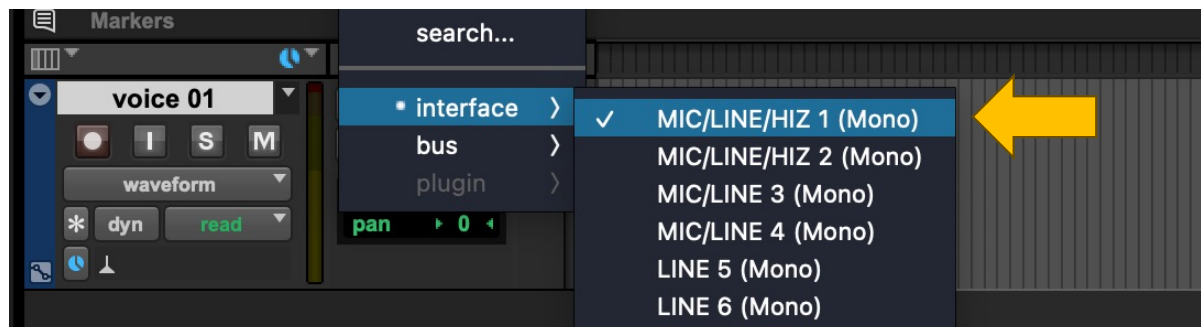 Markers
search...
voice 01
I S M
waveform
dyn read
pan 0
interface
bus
plugin
MIC/LINE/HIZ 1 (Mono)
MIC/LINE/HIZ 2 (Mono)
MIC/LINE 3 (Mono)
MIC/LINE 4 (Mono)
LINE 5 (Mono)
LINE 6 (Mono)